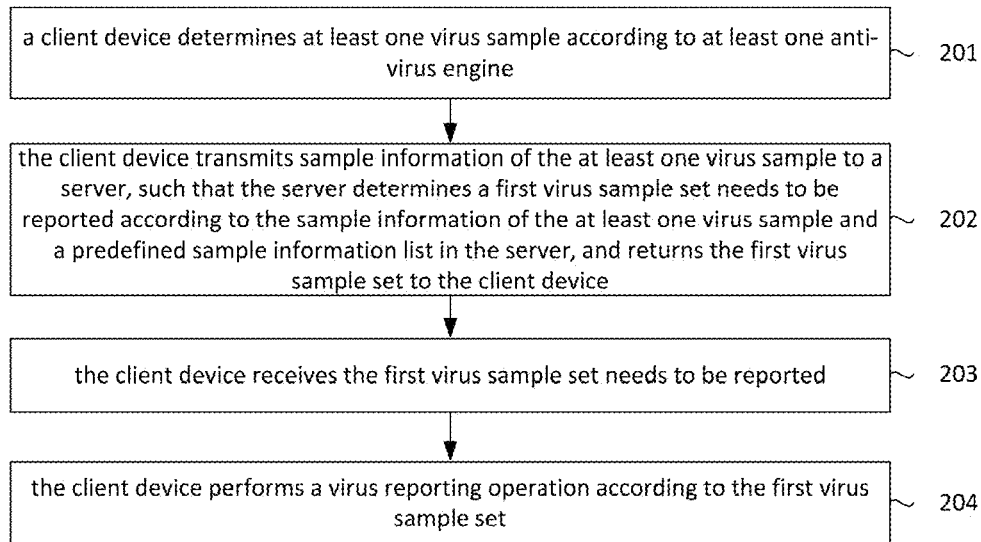 a client device determines at least one virus sample according to at least one anti-
virus engine
201
the client device transmits sample information of the at least one virus sample to a
server, such that the server determines a first virus sample set needs to be
reported according to the sample information of the at least one virus sample and
a predefined sample information list in the server, and returns the first virus
sample set to the client device
202
the client device receives the first virus sample set needs to be reported
203
the client device performs a virus reporting operation according to the first virus
sample set
204